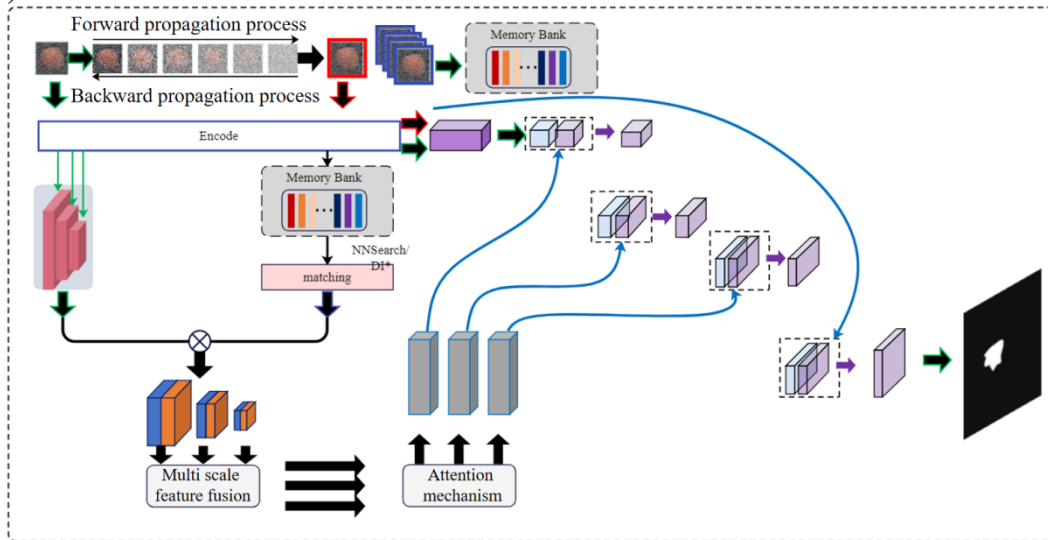 Forward propagation process
Memory Bank
Backward propagation process
Encode
Memory Bank
NNSearch/
DI*
matching
Multi scale
feature fusion
Attention
mechanism